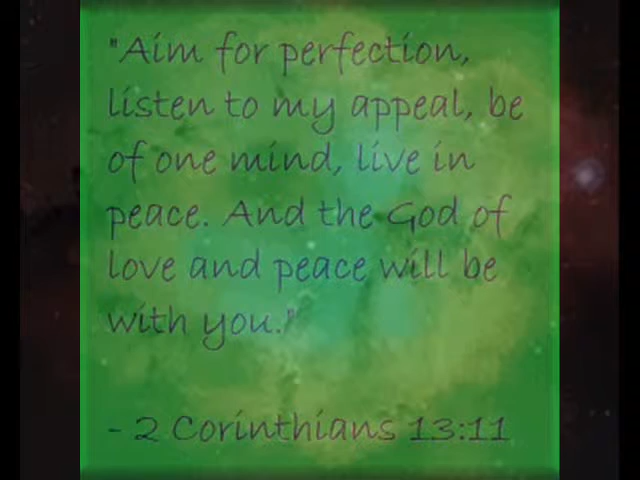 "Aim for perfection,
listen to my appeal, be
of one mind, live in
peace. And the God of
love and peace will be
with you."
- 2 Corinthians 13:11